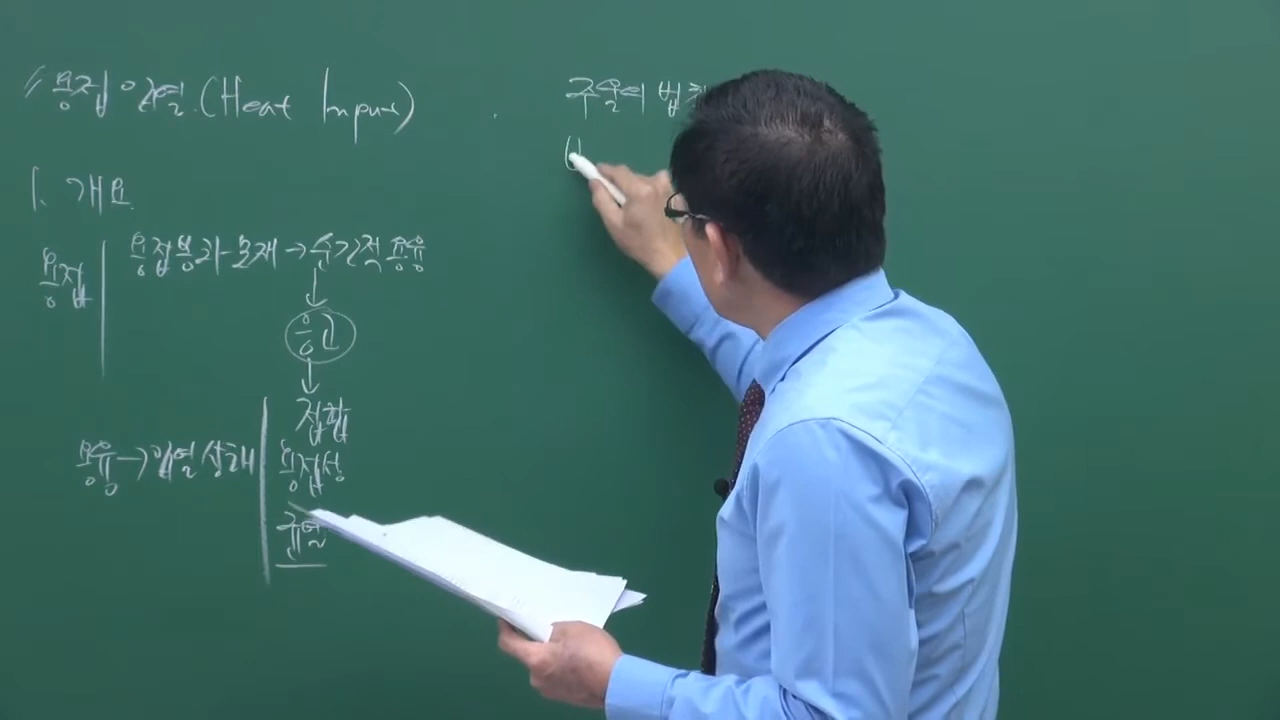 용접입열.(Heat Input)
1. 개요
용접 용접봉과 모재 → 순간적 용융
↓
응고
↓
접합
용융 → 입열상태 용접성
균열
주울의 법칙